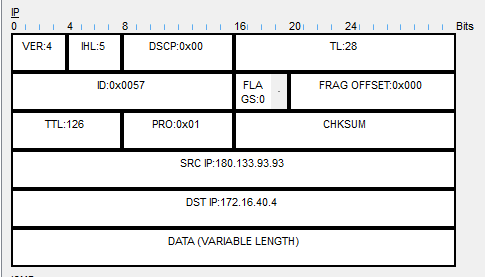 IP
0 4 8 16 20 24 Bits
VER:4 IHL:5 DSCP:0x00 TL:28
ID:0x0057 FLA
GS:0 FRAG OFFSET:0x000
TTL:126 PRO:0x01 CHKSUM
SRC IP:180.133.93.93
DST IP:172.16.40.4
DATA (VARIABLE LENGTH)